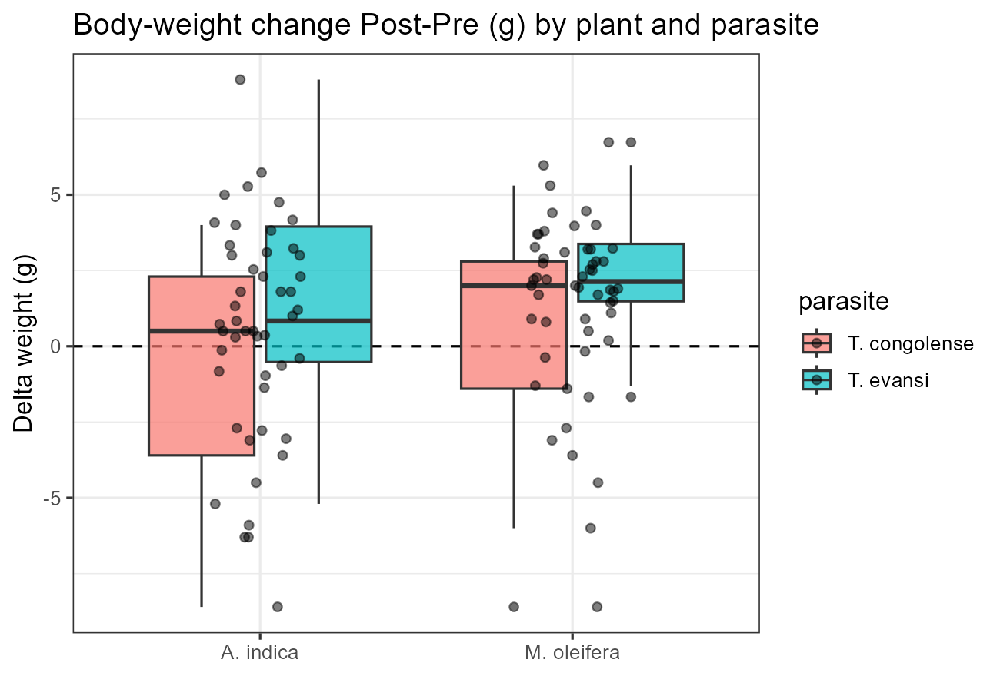 Body-weight change Post-Pre (g) by plant and parasite
Delta weight (g)
5
0
-5
A. indica
M. oleifera
parasite
T. congolense
T. evansi